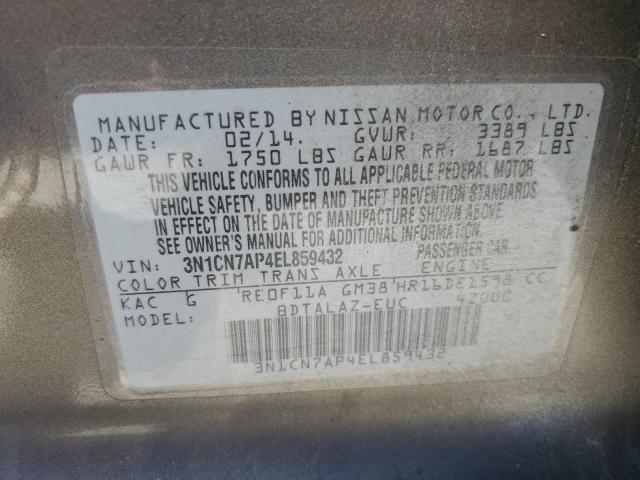 MANUFACTURED BY NISSAN MOTOR CO., LTD.
DATE: 02/14. GVWR: 3389 LBS
GAWR FR: 1750 LBS GAWR RR: 1687 LBS
THIS VEHICLE CONFORMS TO ALL APPLICABLE FEDERAL MOTOR
VEHICLE SAFETY, BUMPER AND THEFT PREVENTION STANDARDS
IN EFFECT ON THE DATE OF MANUFACTURE SHOWN ABOVE.
SEE OWNER'S MANUAL FOR ADDITIONAL INFORMATION.
VIN: 3N1CN7AP4EL859432 PASSENGER CAR
COLOR TRIM TRANS AXLE ENGINE
KAC G RE0F11A GM38 HR16DE1598 CC
MODEL: BDTALAZ-EUC
3N1CN7AP4EL859432